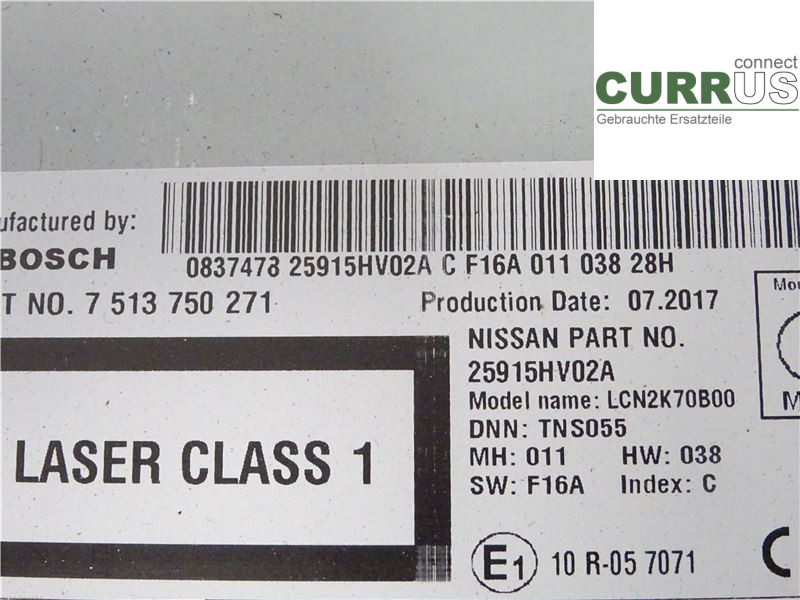 connect
CURRUS
Gebrauchte Ersatzteile
ufactured by:
BOSCH
0837478 25915HV02A C F16A 011 038 28H
T NO. 7 513 750 271
Production Date: 07.2017
NISSAN PART NO.
25915HV02A
Model name: LCN2K70B00
DNN: TNS055
MH: 011 HW: 038
SW: F16A Index: C
LASER CLASS 1
Mou
M
E1 10 R-05 7071
C